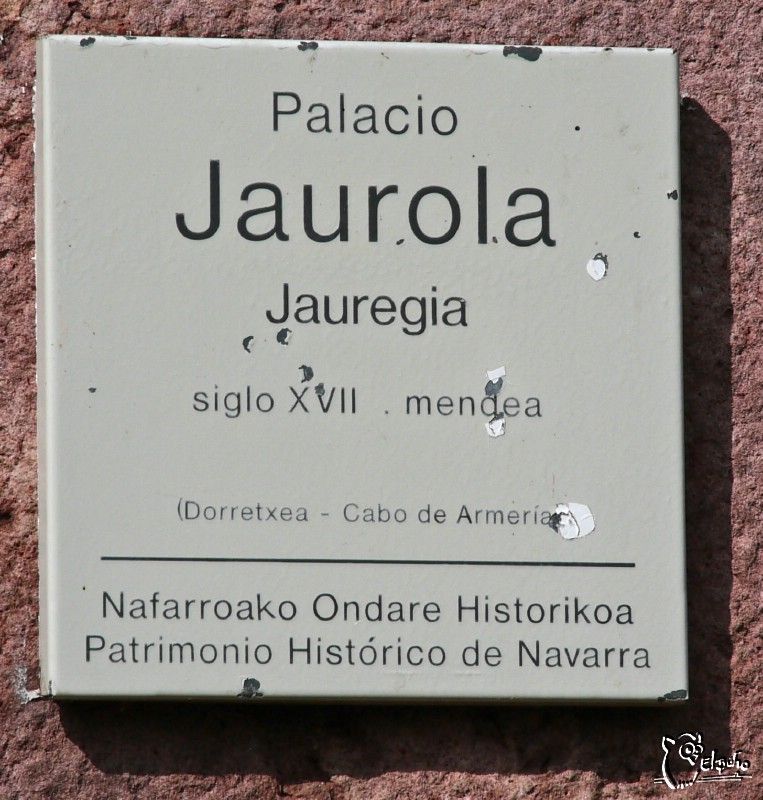 Palacio
Jaurola
Jauregia
siglo XVII . mendea
(Dorretxea - Cabo de Armería
Nafarroako Ondare Historikoa
Patrimonio Histórico de Navarra